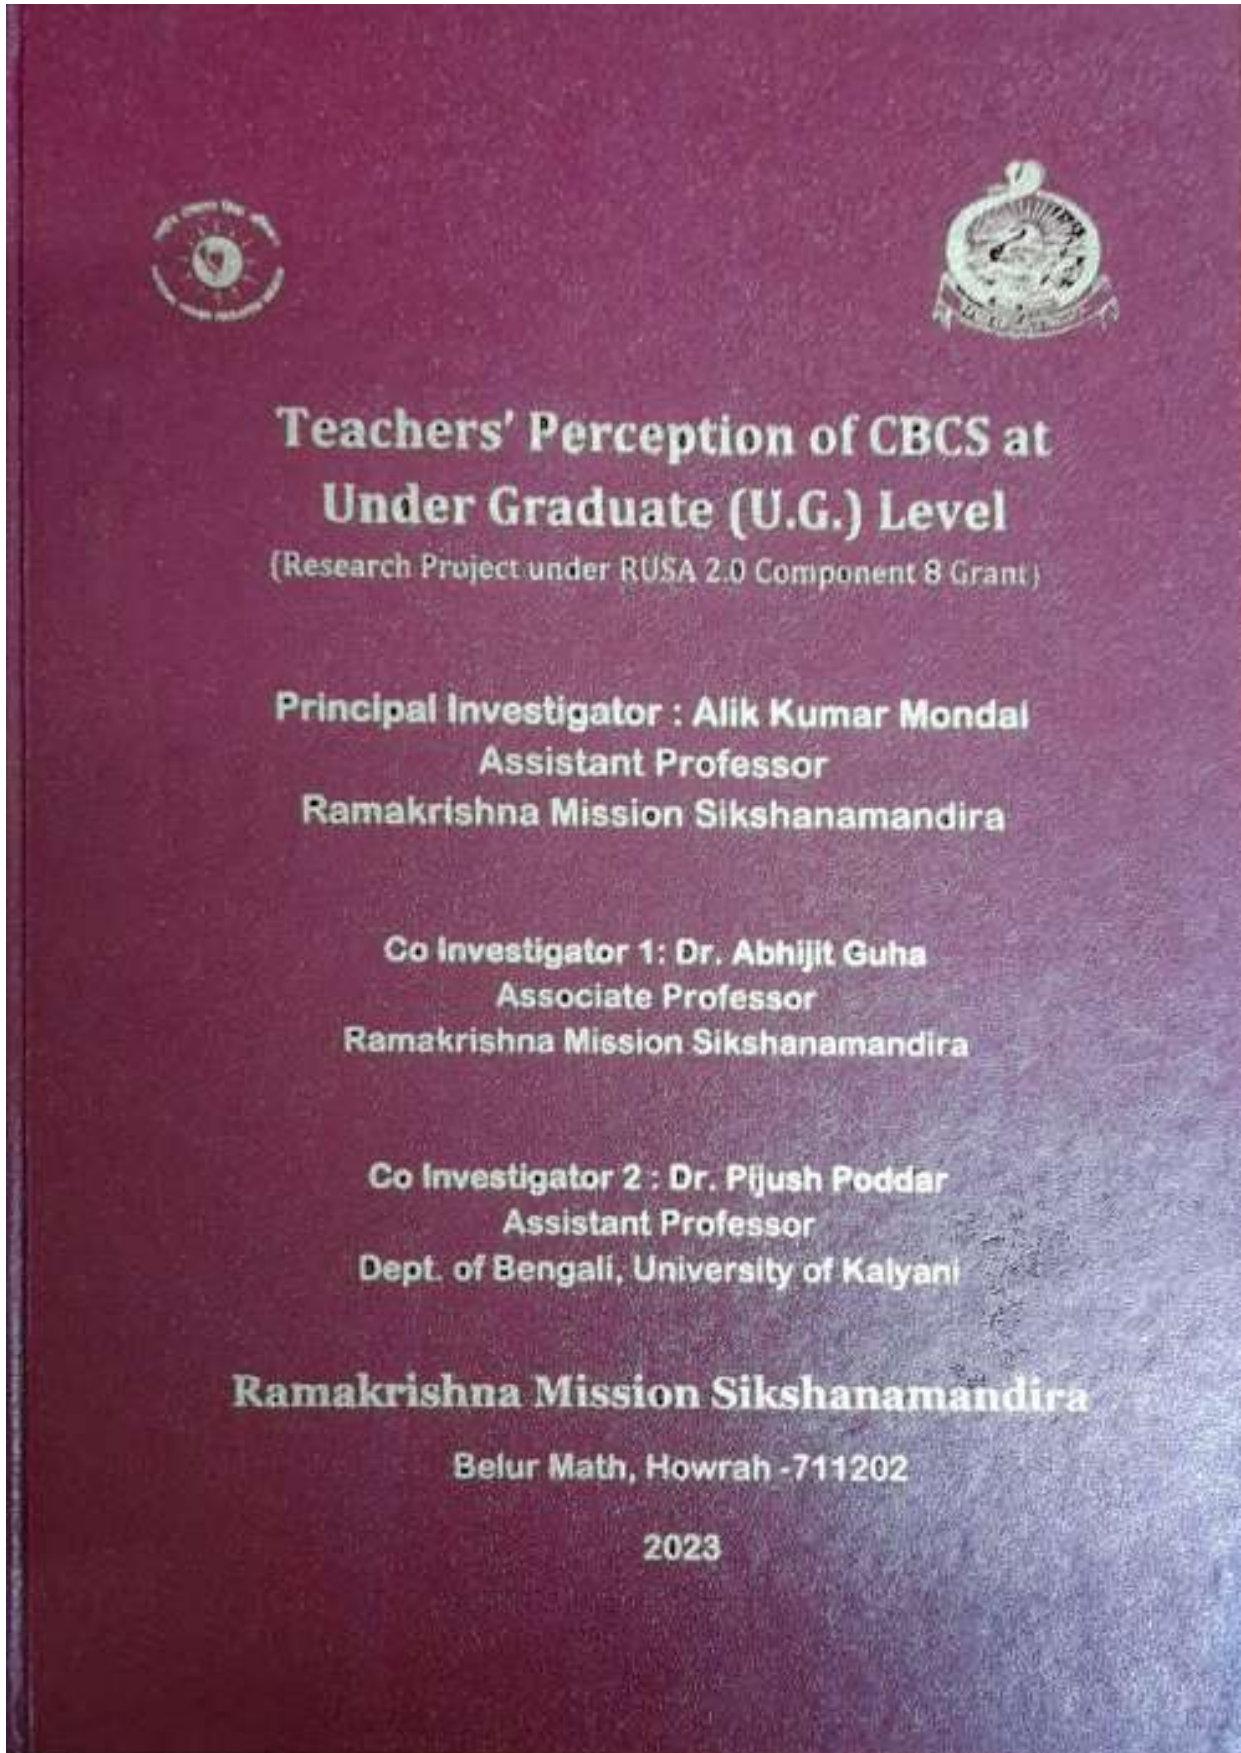 Teachers' Perception of CBCS at
Under Graduate (U.G.) Level
(Research Project under RUSA 2.0 Component 8 Grant)
Principal Investigator : Alik Kumar Mondal
Assistant Professor
Ramakrishna Mission Sikshanamandira
Co Investigator 1: Dr. Abhijit Guha
Associate Professor
Ramakrishna Mission Sikshanamandira
Co Investigator 2 : Dr. Pijush Poddar
Assistant Professor
Dept. of Bengali, University of Kalyani
Ramakrishna Mission Sikshanamandira
Belur Math, Howrah -711202
2023